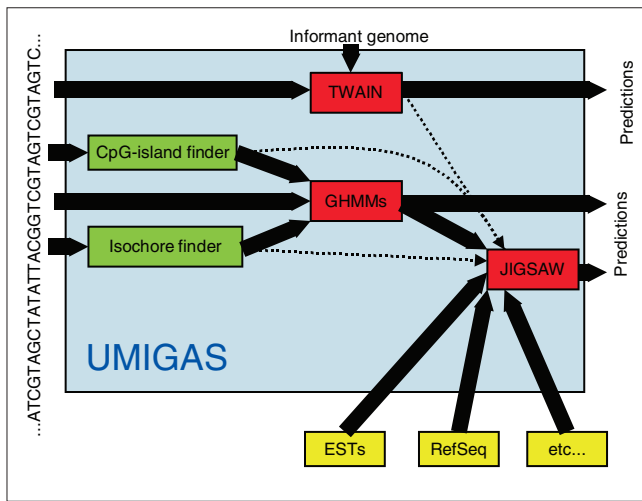 Informant genome
...ATCGTAGCTATATTACGGTCGTAGTCGTAGTC...
TWAIN
Predictions
CpG-island finder
GHMMs
Predictions
Isochore finder
JIGSAW
Predictions
UMIGAS
ESTs
RefSeq
etc...